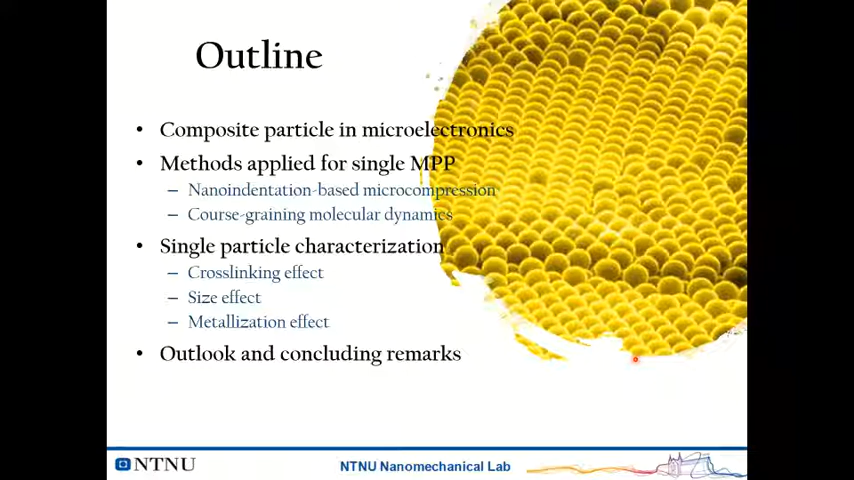 Outline
• Composite particle in microelectronics
• Methods applied for single MPP
– Nanoindentation-based microcompression
– Course-graining molecular dynamics
• Single particle characterization
– Crosslinking effect
– Size effect
– Metallization effect
• Outlook and concluding remarks
NTNU
NTNU Nanomechanical Lab